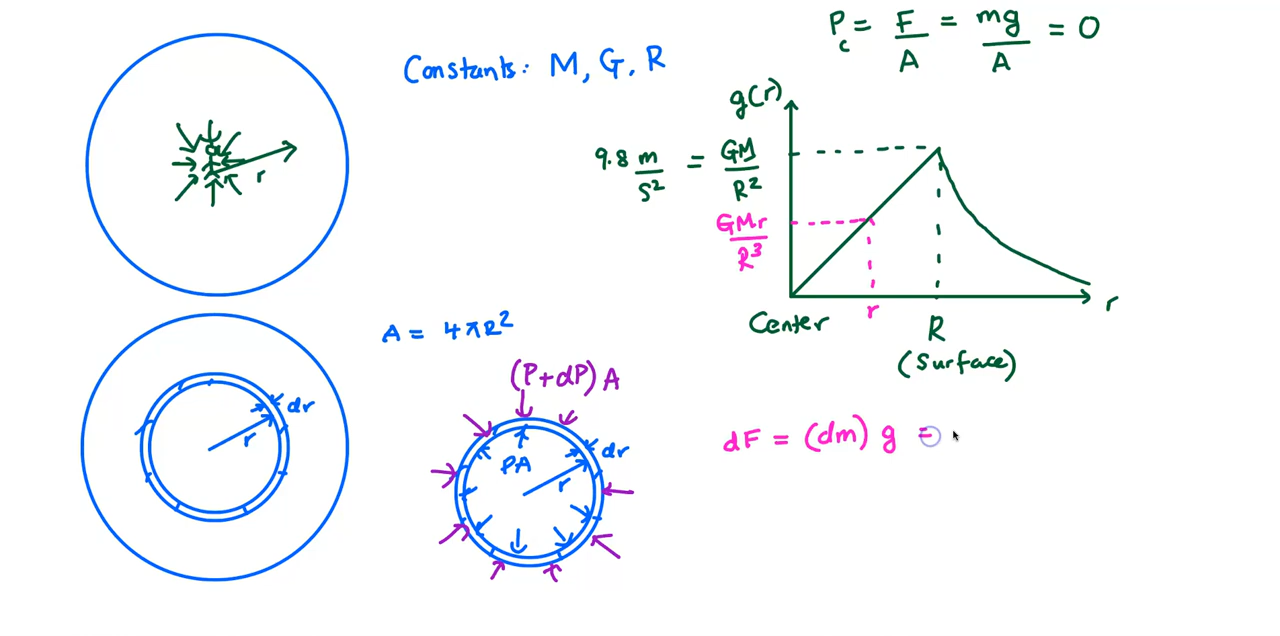 P_c = F/A = mg/A = 0
Constants: M, G, R
g(r)
9.8 m/s² = GM/R²
GMr/R³
r
r
Center
r
R
(Surface)
A = 4πR²
(P+dP) A
dr
r
dF = (dm) g =
dr
PA
r